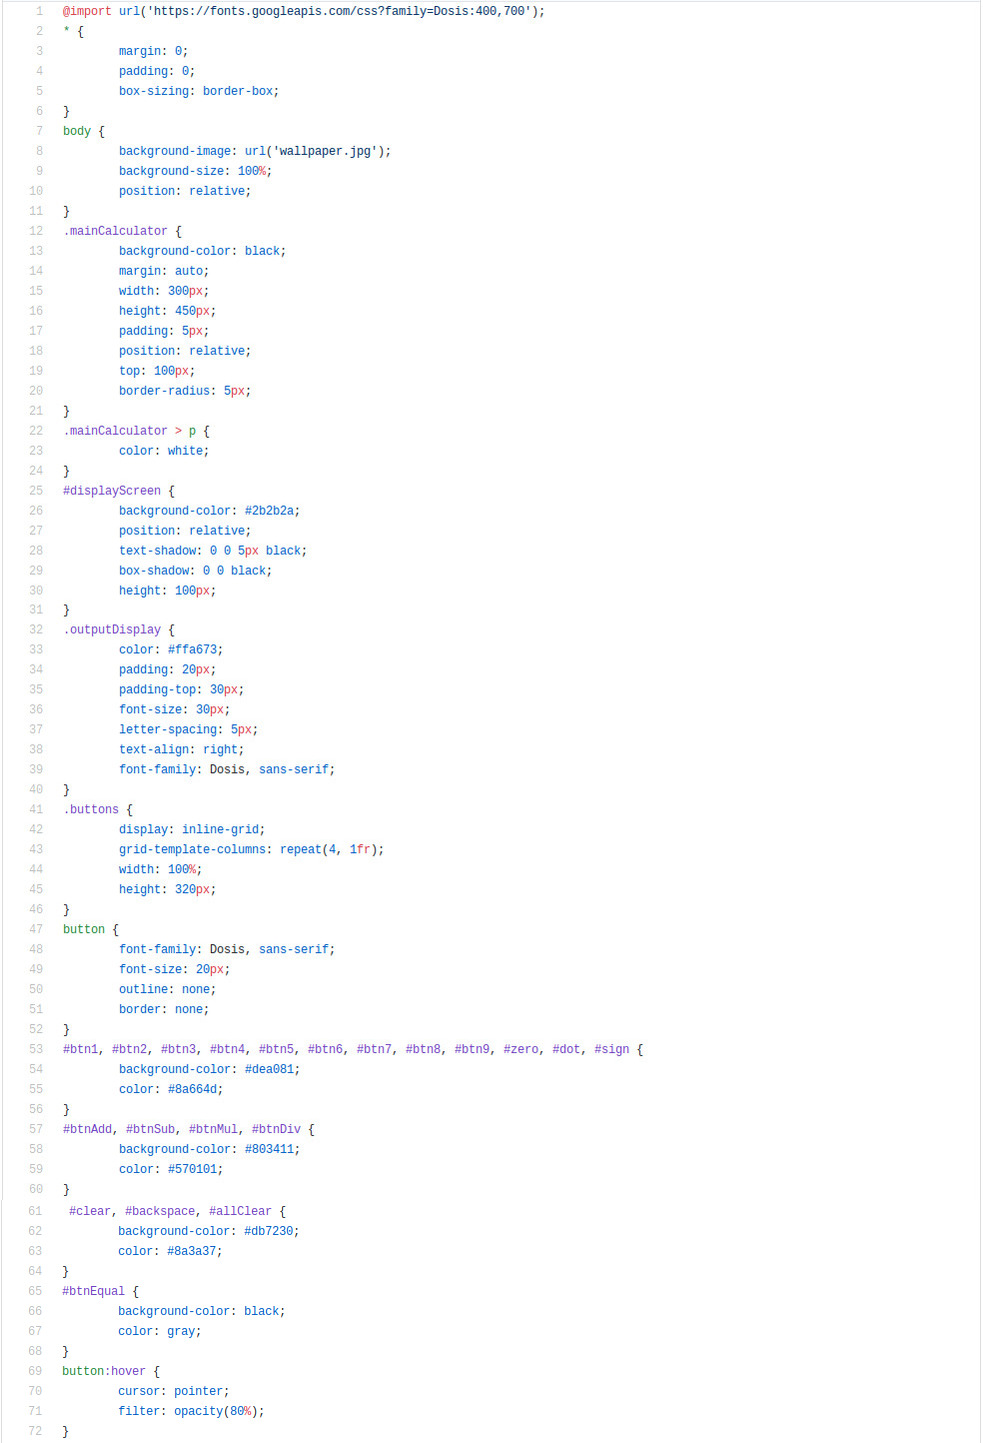 1 @import url('https://fonts.googleapis.com/css?family=Dosis:400,700');
2 * {
3 margin: 0;
4 padding: 0;
5 box-sizing: border-box;
6 }
7 body {
8 background-image: url('wallpaper.jpg');
9 background-size: 100%;
10 position: relative;
11 }
12 .mainCalculator {
13 background-color: black;
14 margin: auto;
15 width: 300px;
16 height: 450px;
17 padding: 5px;
18 position: relative;
19 top: 100px;
20 border-radius: 5px;
21 }
22 .mainCalculator > p {
23 color: white;
24 }
25 #displayScreen {
26 background-color: #2b2b2a;
27 position: relative;
28 text-shadow: 0 0 5px black;
29 box-shadow: 0 0 black;
30 height: 100px;
31 }
32 .outputDisplay {
33 color: #ffa673;
34 padding: 20px;
35 padding-top: 30px;
36 font-size: 30px;
37 letter-spacing: 5px;
38 text-align: right;
39 font-family: Dosis, sans-serif;
40 }
41 .buttons {
42 display: inline-grid;
43 grid-template-columns: repeat(4, 1fr);
44 width: 100%;
45 height: 320px;
46 }
47 button {
48 font-family: Dosis, sans-serif;
49 font-size: 20px;
50 outline: none;
51 border: none;
52 }
53 #btn1, #btn2, #btn3, #btn4, #btn5, #btn6, #btn7, #btn8, #btn9, #zero, #dot, #sign {
54 background-color: #dea081;
55 color: #8a664d;
56 }
57 #btnAdd, #btnSub, #btnMul, #btnDiv {
58 background-color: #803411;
59 color: #570101;
60 }
61 #clear, #backspace, #allClear {
62 background-color: #db7230;
63 color: #8a3a37;
64 }
65 #btnEqual {
66 background-color: black;
67 color: gray;
68 }
69 button:hover {
70 cursor: pointer;
71 filter: opacity(80%);
72 }